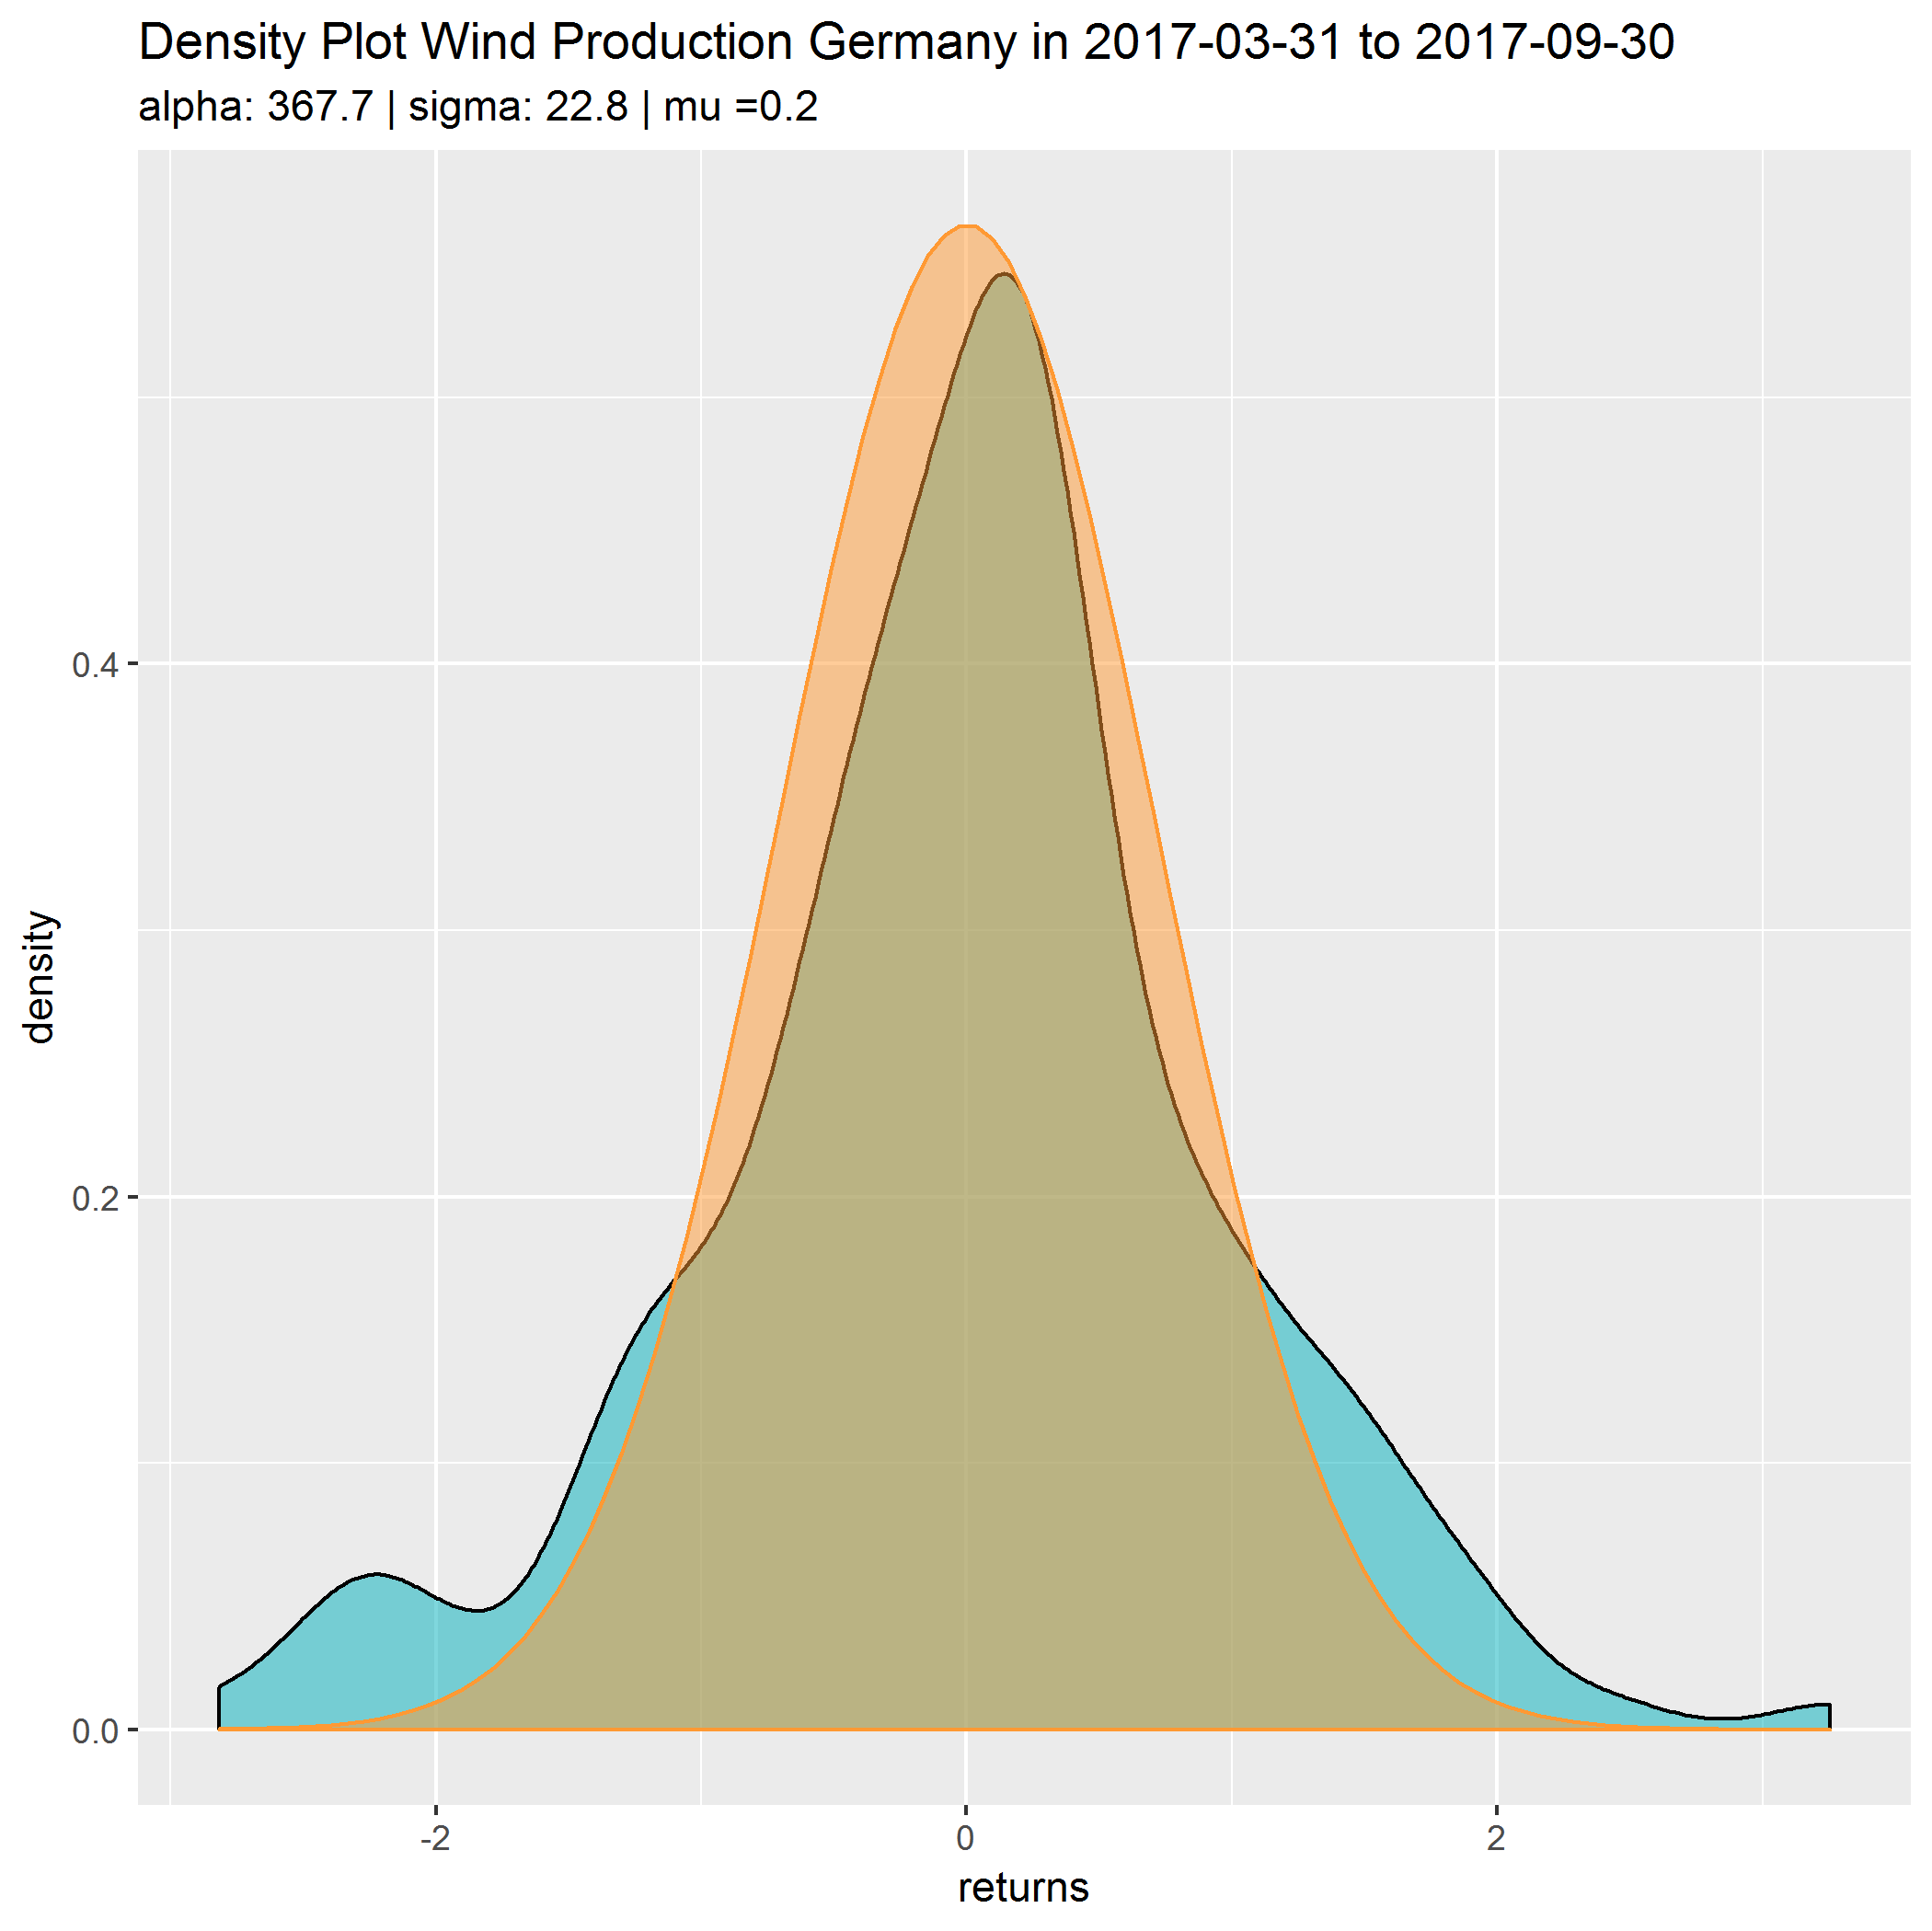 Density Plot Wind Production Germany in 2017-03-31 to 2017-09-30
alpha: 367.7 | sigma: 22.8 | mu =0.2
density
0.4
0.2
0.0
-2
0
2
returns